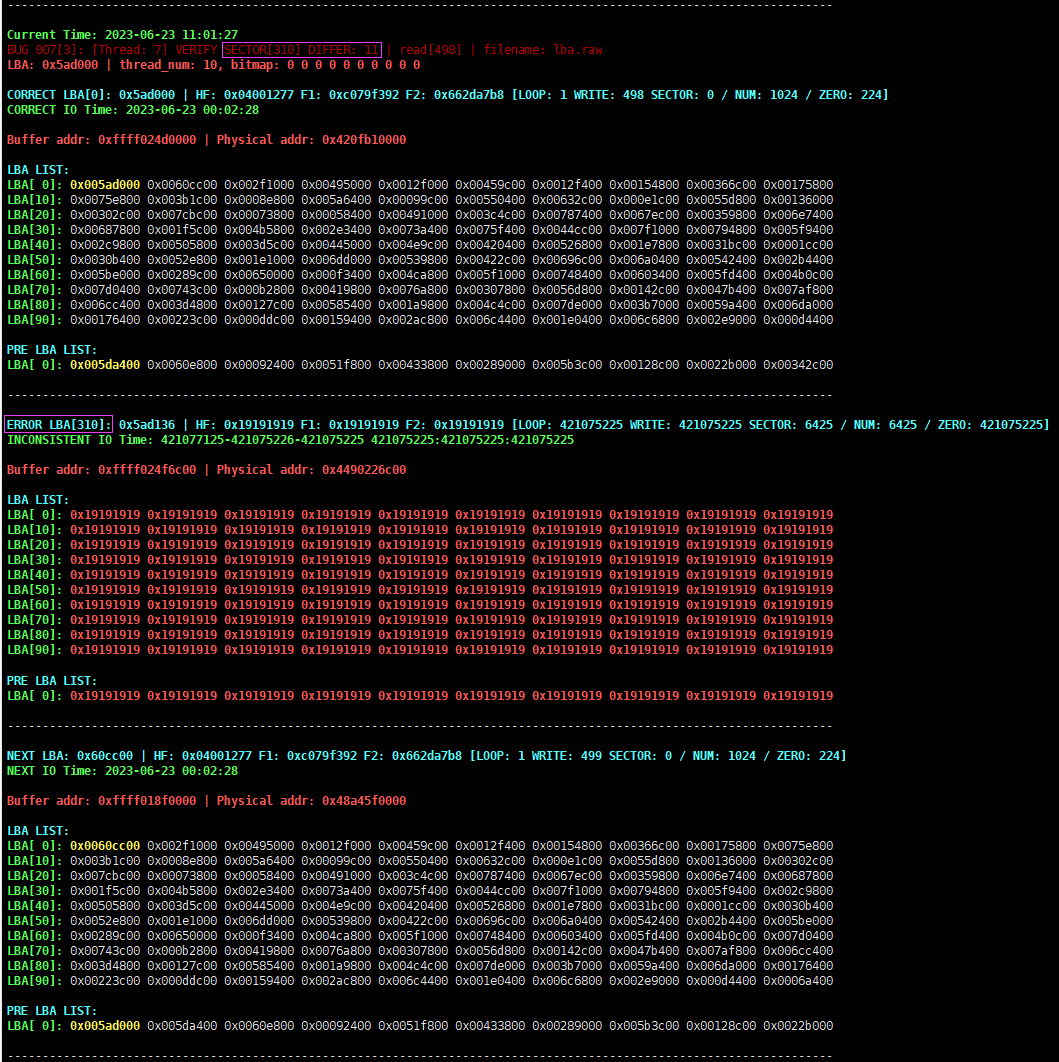 --------------------------------------------------------------------------------------------------------------------
Current Time: 2023-06-23 11:01:27
BUG 007[3]: [Thread: 7] VERIFY SECTOR[310] DIFFER: 11 | read[498] | filename: lba.raw
LBA: 0x5ad000 | thread_num: 10, bitmap: 0 0 0 0 0 0 0 0 0 0
CORRECT LBA[0]: 0x5ad000 | HF: 0x04001277 F1: 0xc079f392 F2: 0x662da7b8 [LOOP: 1 WRITE: 498 SECTOR: 0 / NUM: 1024 / ZERO: 224]
CORRECT IO Time: 2023-06-23 00:02:28
Buffer addr: 0xffff024d0000 | Physical addr: 0x420fb10000
LBA LIST:
LBA[ 0]: 0x005ad000 0x0060cc00 0x002f1000 0x00495000 0x0012f000 0x00459c00 0x0012f400 0x00154800 0x00366c00 0x00175800
LBA[10]: 0x0075e800 0x003b1c00 0x0008e800 0x005a6400 0x00099c00 0x00550400 0x00632c00 0x000e1c00 0x0055d800 0x00136000
LBA[20]: 0x00302c00 0x007cbc00 0x00073800 0x00058400 0x00491000 0x003c4c00 0x00787400 0x0067ec00 0x00359800 0x006e7400
LBA[30]: 0x00687800 0x001f5c00 0x004b5800 0x002e3400 0x0073a400 0x0075f400 0x0044cc00 0x007f1000 0x00794800 0x005f9400
LBA[40]: 0x002c9800 0x00505800 0x003d5c00 0x00445000 0x004e9c00 0x00420400 0x00526800 0x001e7800 0x0031bc00 0x0001cc00
LBA[50]: 0x0030b400 0x0052e800 0x001e1000 0x006dd000 0x00539800 0x00422c00 0x00696c00 0x006a0400 0x00542400 0x002b4400
LBA[60]: 0x005be000 0x00289c00 0x00650000 0x000f3400 0x004ca800 0x005f1000 0x00748400 0x00603400 0x005fd400 0x004b0c00
LBA[70]: 0x007d0400 0x00743c00 0x000b2800 0x00419800 0x0076a800 0x00307800 0x0056d800 0x00142c00 0x0047b400 0x007af800
LBA[80]: 0x006cc400 0x003d4800 0x00127c00 0x00585400 0x001a9800 0x004c4c00 0x007de000 0x003b7000 0x0059a400 0x006da000
LBA[90]: 0x00176400 0x00223c00 0x000ddc00 0x00159400 0x002ac800 0x006c4400 0x001e0400 0x006c6800 0x002e9000 0x000d4400
PRE LBA LIST:
LBA[ 0]: 0x005da400 0x0060e800 0x00092400 0x0051f800 0x00433800 0x00289000 0x005b3c00 0x00128c00 0x0022b000 0x00342c00
--------------------------------------------------------------------------------------------------------------------
ERROR LBA[310]: 0x5ad136 | HF: 0x19191919 F1: 0x19191919 F2: 0x19191919 [LOOP: 421075225 WRITE: 421075225 SECTOR: 6425 / NUM: 6425 / ZERO: 421075225]
INCONSISTENT IO Time: 421077125-421075226-421075225 421075225:421075225:421075225
Buffer addr: 0xffff024f6c00 | Physical addr: 0x4490226c00
LBA LIST:
LBA[ 0]: 0x19191919 0x19191919 0x19191919 0x19191919 0x19191919 0x19191919 0x19191919 0x19191919 0x19191919 0x19191919
LBA[10]: 0x19191919 0x19191919 0x19191919 0x19191919 0x19191919 0x19191919 0x19191919 0x19191919 0x19191919 0x19191919
LBA[20]: 0x19191919 0x19191919 0x19191919 0x19191919 0x19191919 0x19191919 0x19191919 0x19191919 0x19191919 0x19191919
LBA[30]: 0x19191919 0x19191919 0x19191919 0x19191919 0x19191919 0x19191919 0x19191919 0x19191919 0x19191919 0x19191919
LBA[40]: 0x19191919 0x19191919 0x19191919 0x19191919 0x19191919 0x19191919 0x19191919 0x19191919 0x19191919 0x19191919
LBA[50]: 0x19191919 0x19191919 0x19191919 0x19191919 0x19191919 0x19191919 0x19191919 0x19191919 0x19191919 0x19191919
LBA[60]: 0x19191919 0x19191919 0x19191919 0x19191919 0x19191919 0x19191919 0x19191919 0x19191919 0x19191919 0x19191919
LBA[70]: 0x19191919 0x19191919 0x19191919 0x19191919 0x19191919 0x19191919 0x19191919 0x19191919 0x19191919 0x19191919
LBA[80]: 0x19191919 0x19191919 0x19191919 0x19191919 0x19191919 0x19191919 0x19191919 0x19191919 0x19191919 0x19191919
LBA[90]: 0x19191919 0x19191919 0x19191919 0x19191919 0x19191919 0x19191919 0x19191919 0x19191919 0x19191919 0x19191919
PRE LBA LIST:
LBA[ 0]: 0x19191919 0x19191919 0x19191919 0x19191919 0x19191919 0x19191919 0x19191919 0x19191919 0x19191919 0x19191919
--------------------------------------------------------------------------------------------------------------------
NEXT LBA: 0x60cc00 | HF: 0x04001277 F1: 0xc079f392 F2: 0x662da7b8 [LOOP: 1 WRITE: 499 SECTOR: 0 / NUM: 1024 / ZERO: 224]
NEXT IO Time: 2023-06-23 00:02:28
Buffer addr: 0xffff018f0000 | Physical addr: 0x48a45f0000
LBA LIST:
LBA[ 0]: 0x0060cc00 0x002f1000 0x00495000 0x0012f000 0x00459c00 0x0012f400 0x00154800 0x00366c00 0x00175800 0x0075e800
LBA[10]: 0x003b1c00 0x0008e800 0x005a6400 0x00099c00 0x00550400 0x00632c00 0x000e1c00 0x0055d800 0x00136000 0x00302c00
LBA[20]: 0x007cbc00 0x00073800 0x00058400 0x00491000 0x003c4c00 0x00787400 0x0067ec00 0x00359800 0x006e7400 0x00687800
LBA[30]: 0x001f5c00 0x004b5800 0x002e3400 0x0073a400 0x0075f400 0x0044cc00 0x007f1000 0x00794800 0x005f9400 0x002c9800
LBA[40]: 0x00505800 0x003d5c00 0x00445000 0x004e9c00 0x00420400 0x00526800 0x001e7800 0x0031bc00 0x0001cc00 0x0030b400
LBA[50]: 0x0052e800 0x001e1000 0x006dd000 0x00539800 0x00422c00 0x00696c00 0x006a0400 0x00542400 0x002b4400 0x005be000
LBA[60]: 0x00289c00 0x00650000 0x000f3400 0x004ca800 0x005f1000 0x00748400 0x00603400 0x005fd400 0x004b0c00 0x007d0400
LBA[70]: 0x00743c00 0x000b2800 0x00419800 0x0076a800 0x00307800 0x0056d800 0x00142c00 0x0047b400 0x007af800 0x006cc400
LBA[80]: 0x003d4800 0x00127c00 0x00585400 0x001a9800 0x004c4c00 0x007de000 0x003b7000 0x0059a400 0x006da000 0x00176400
LBA[90]: 0x00223c00 0x000ddc00 0x00159400 0x002ac800 0x006c4400 0x001e0400 0x006c6800 0x002e9000 0x000d4400 0x0006a400
PRE LBA LIST:
LBA[ 0]: 0x005ad000 0x005da400 0x0060e800 0x00092400 0x0051f800 0x00433800 0x00289000 0x005b3c00 0x00128c00 0x0022b000
--------------------------------------------------------------------------------------------------------------------